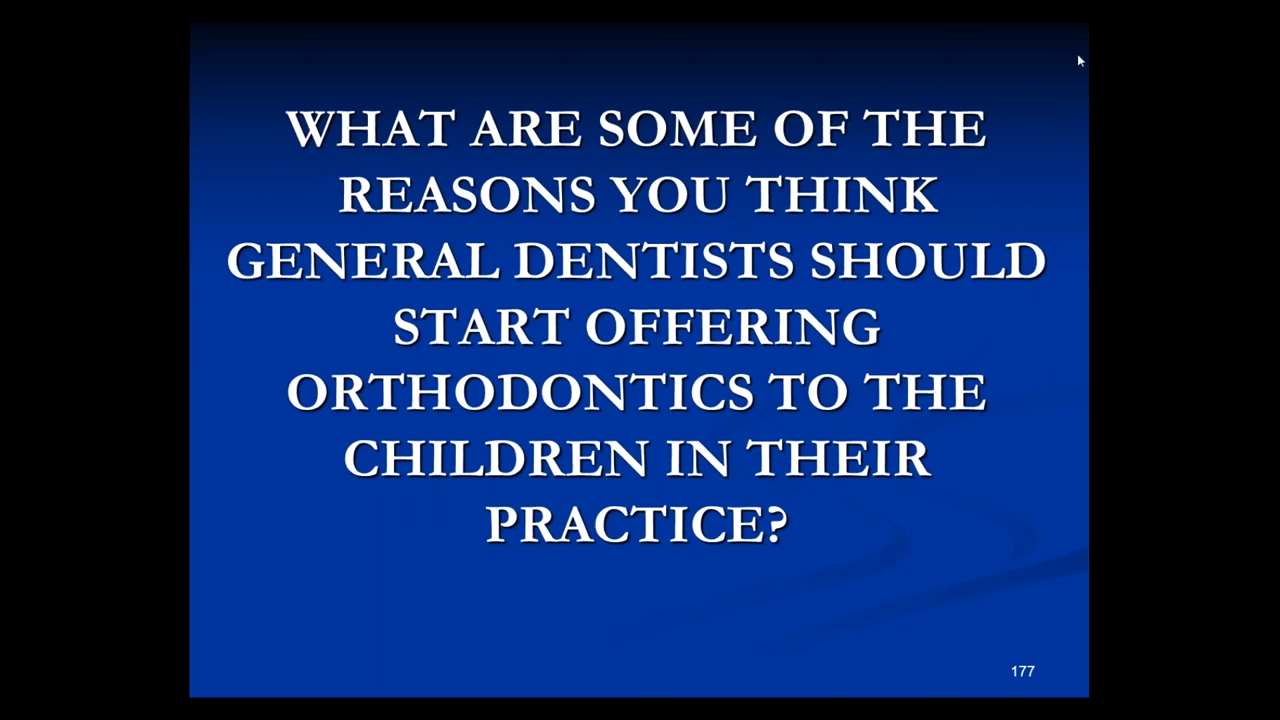 WHAT ARE SOME OF THE
REASONS YOU THINK
GENERAL DENTISTS SHOULD
START OFFERING
ORTHODONTICS TO THE
CHILDREN IN THEIR
PRACTICE?
177